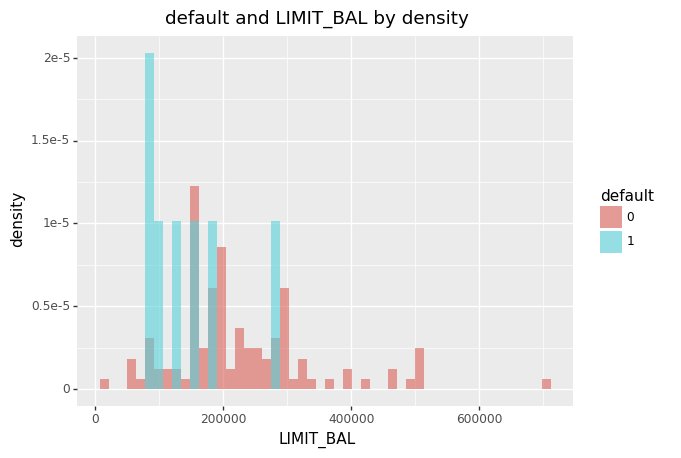 default and LIMIT_BAL by density
2e-5
1.5e-5
1e-5
0.5e-5
0
density
0
200000
400000
600000
LIMIT_BAL
default
0
1